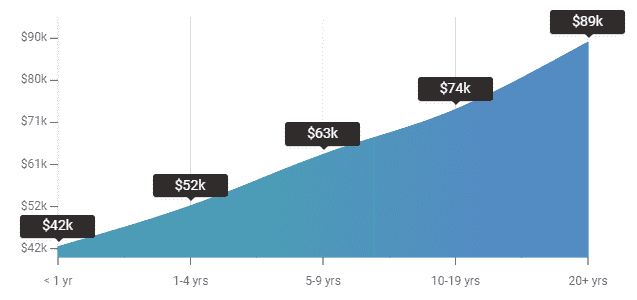 $89k
$90k
$80k
$74k
$71k
$63k
$61k
$52k
$52k
$42k
$42k
< 1 yr
1-4 yrs
5-9 yrs
10-19 yrs
20+ yrs